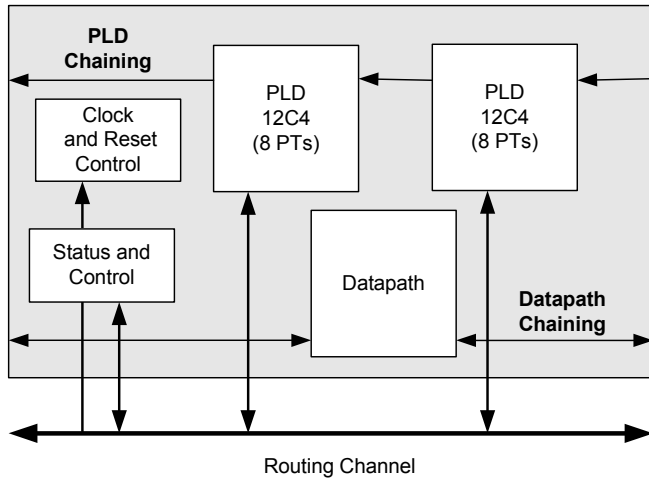 PLD
Chaining
PLD
12C4
(8 PTs)
PLD
12C4
(8 PTs)
Clock
and Reset
Control
Status and
Control
Datapath
Datapath
Chaining
Routing Channel